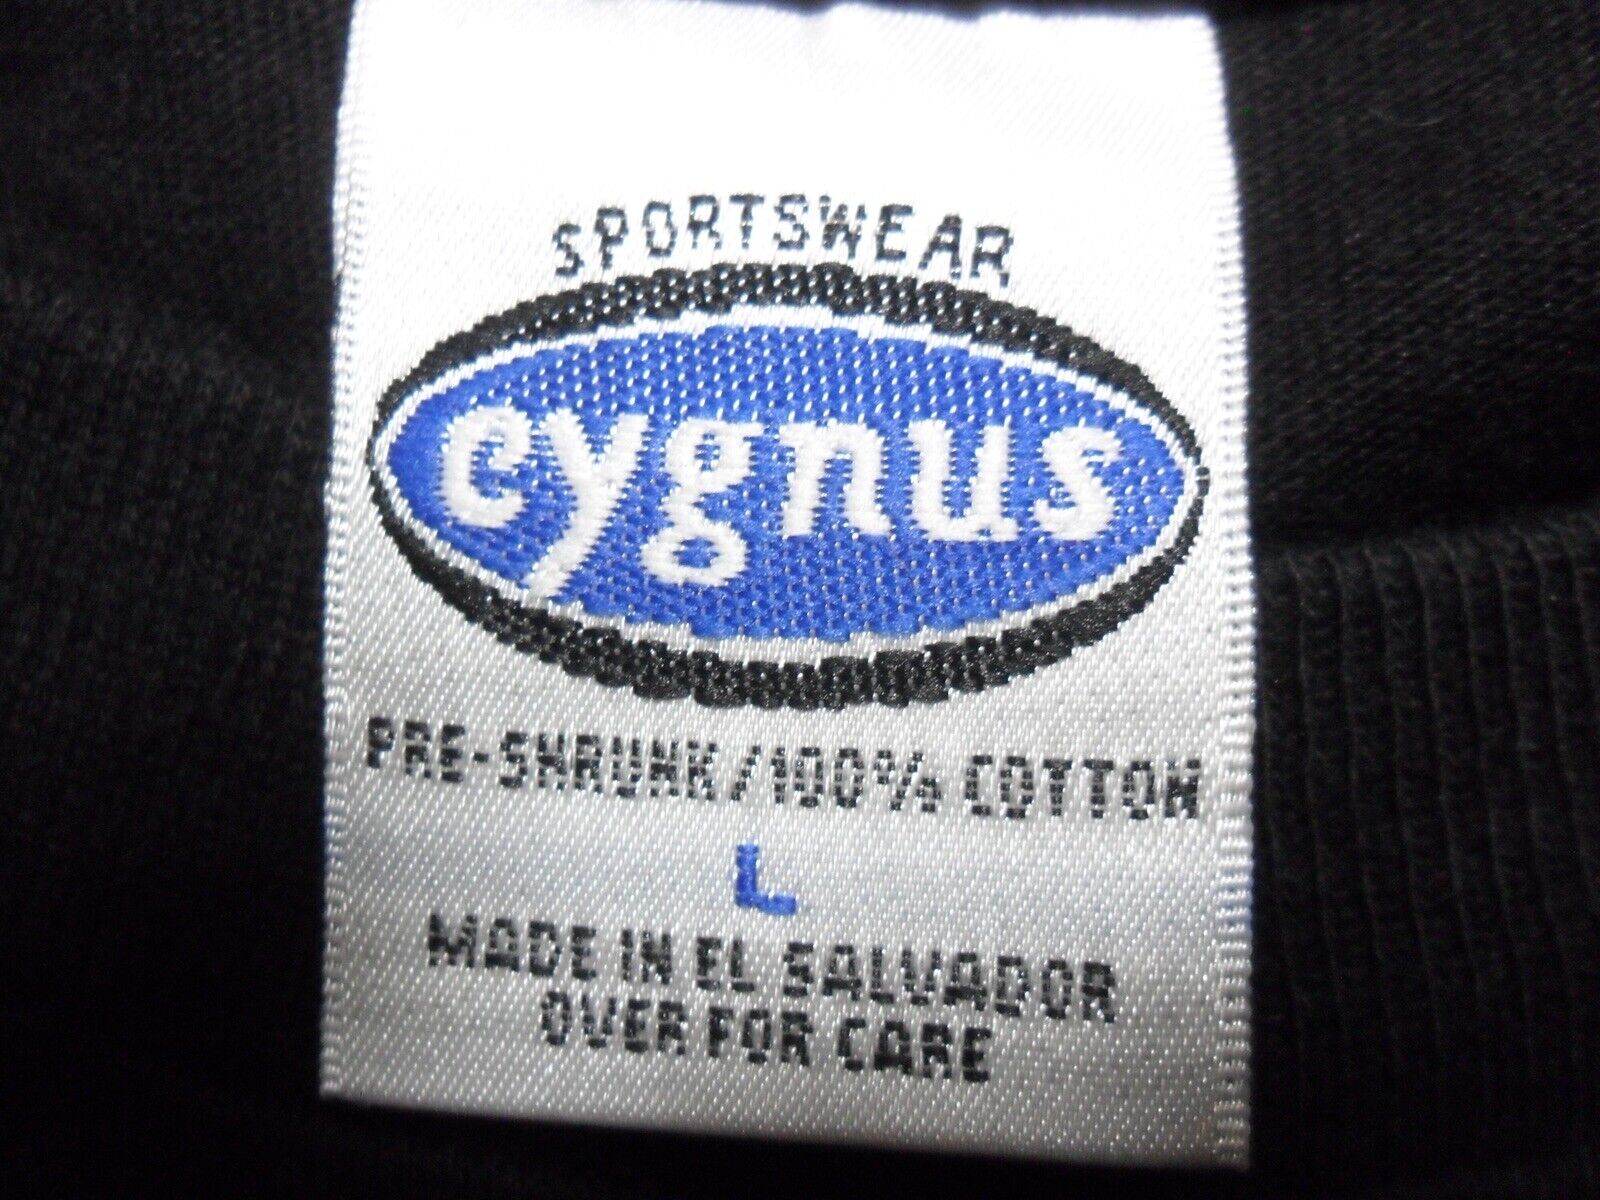 SPORTSWEAR
cygnus
PRE-SHRUNK/100% COTTON
L
MADE IN EL SALVADOR
OVER FOR CARE